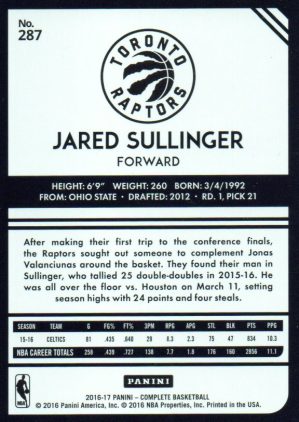 No.
287
TORONTO
RAPTORS
JARED SULLINGER
FORWARD
HEIGHT: 6'9" WEIGHT: 260 BORN: 3/4/1992
FROM: OHIO STATE • DRAFTED: 2012 • RD. 1, PICK 21
After making their first trip to the conference finals,
the Raptors sought out someone to complement Jonas
Valanciunas around the basket. They found their man in
Sullinger, who tallied 25 double-doubles in 2015-16. He
was all over the floor vs. Houston on March 11, setting
season highs with 24 points and four steals.
SEASON TEAM G FG% FT% 3PM RPG APG STL BLK PTS PPG
15-16 CELTICS 81 .435 .640 29 8.3 2.3 75 47 834 10.3
NBA CAREER TOTALS 258 .439 .727 138 7.7 1.8 176 160 2856 11.1
PANINI
2016-17 PANINI – COMPLETE BASKETBALL
© 2016 Panini America, Inc. © 2016 NBA Properties, Inc. Printed in the USA.
NBA